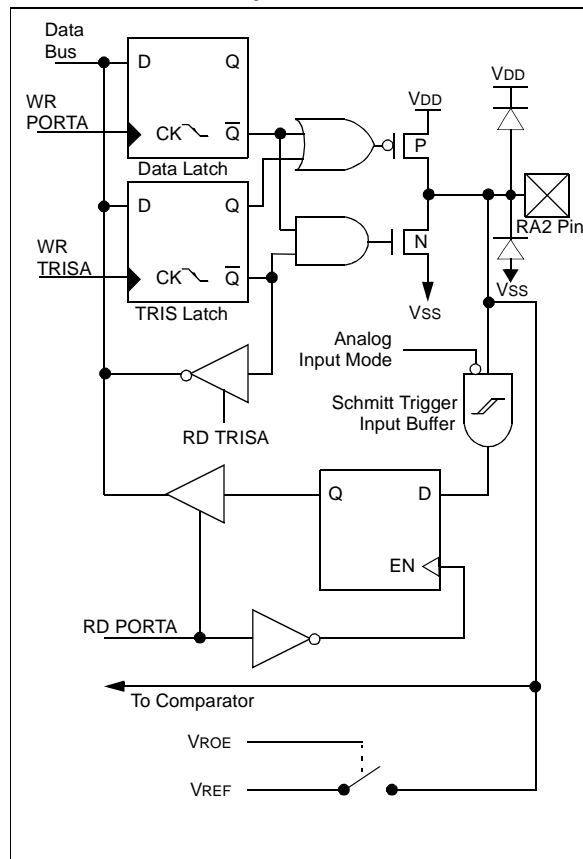 Data
Bus
D
Q
VDD
WR
PORTA
VDD
CK
Q
P
Data Latch
D
Q
RA2 Pin
WR
TRISA
N
CK
Q
VSS
VSS
TRIS Latch
Analog
Input Mode
Schmitt Trigger
Input Buffer
RD TRISA
Q
D
EN
RD PORTA
To Comparator
VROE
VREF